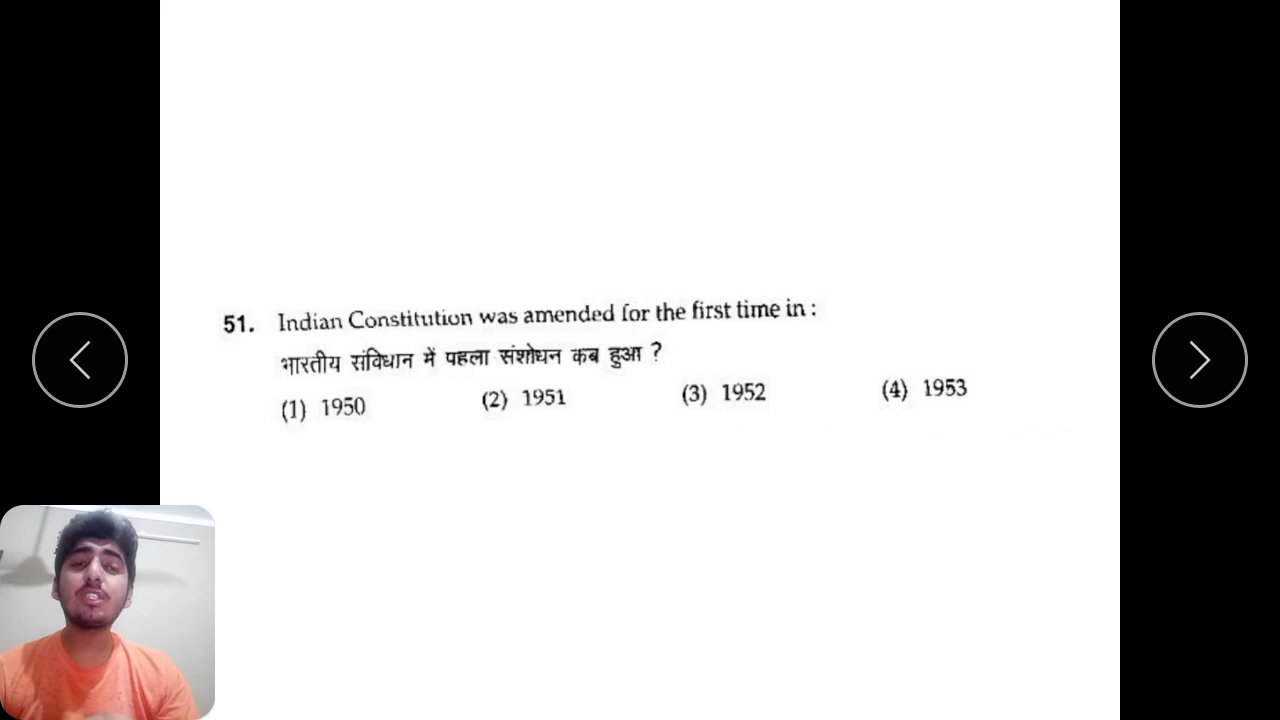 51. Indian Constitution was amended for the first time in :
भारतीय संविधान में पहला संशोधन कब हुआ ?
(1) 1950 (2) 1951 (3) 1952 (4) 1953